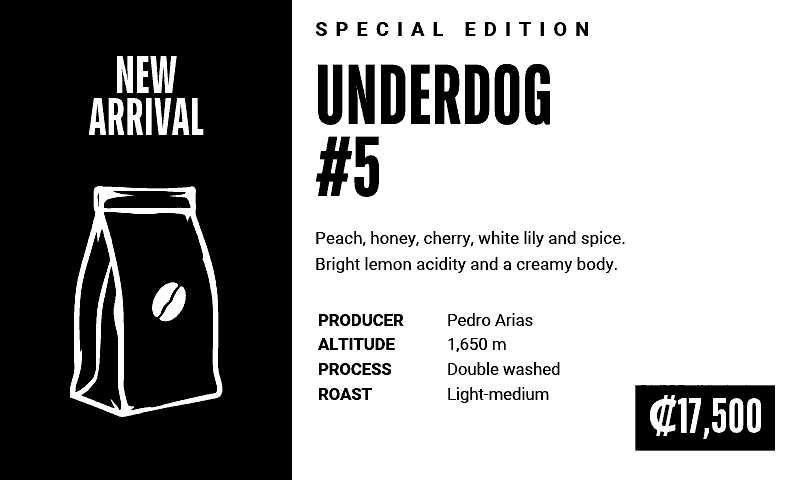 NEW
ARRIVAL
SPECIAL EDITION
UNDERDOG
#5
Peach, honey, cherry, white lily and spice.
Bright lemon acidity and a creamy body.
PRODUCER Pedro Arias
ALTITUDE 1,650 m
PROCESS Double washed
ROAST Light-medium
₡17,500